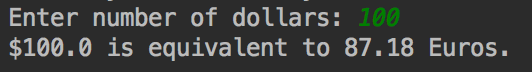 Enter number of dollars: 100
$100.0 is equivalent to 87.18 Euros.